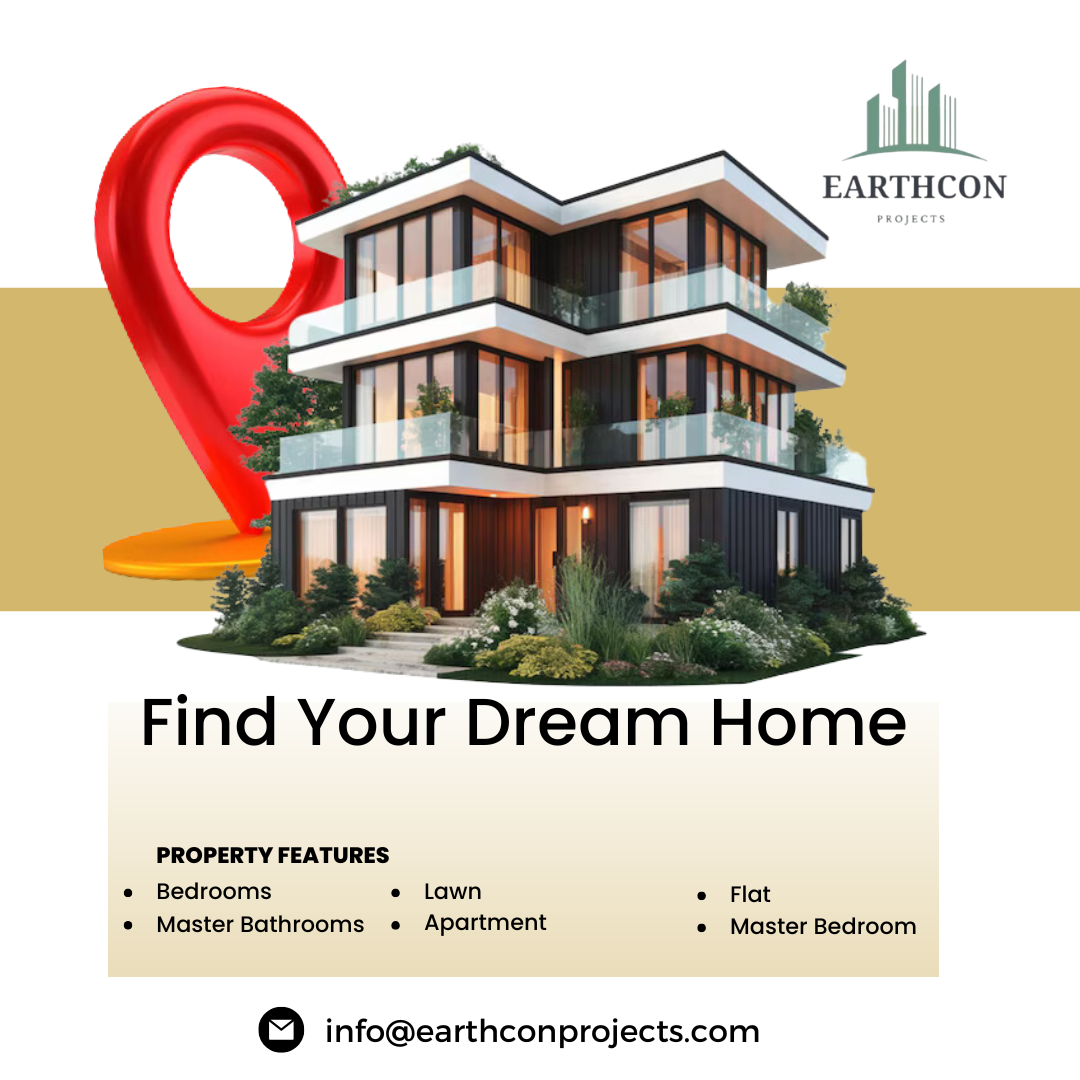 EARTHCON
PROJECTS
Find Your Dream Home
PROPERTY FEATURES
Bedrooms
Master Bathrooms
Lawn
Apartment
Flat
Master Bedroom
info@earthconprojects.com